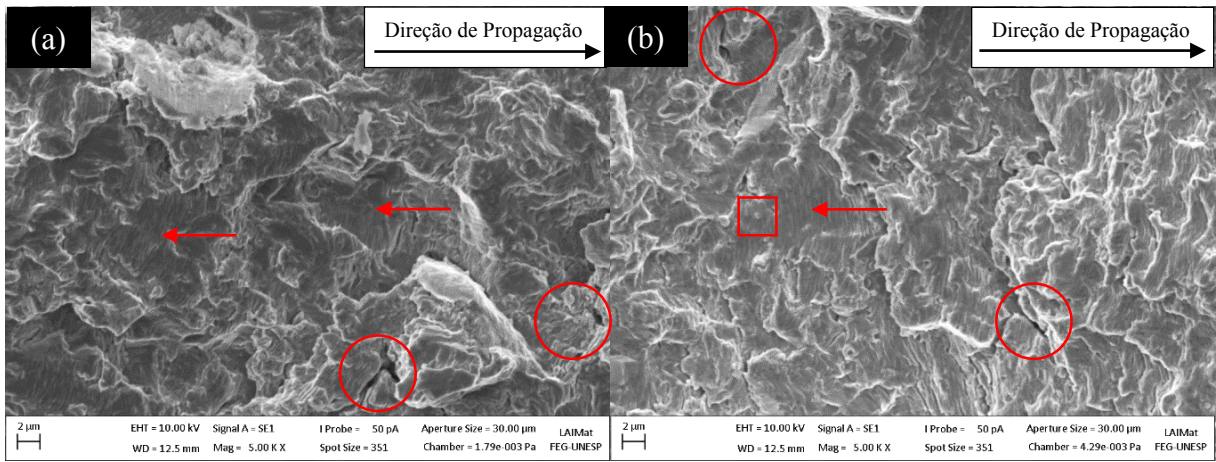 (a)
Direção de Propagação
(b)
Direção de Propagação
2 µm
EHT = 10.00 kV
Signal A = SE1
I Probe = 50 pA
Aperture Size = 30.00 µm
LAIMat
WD = 12.5 mm
Mag = 5.00 K X
Spot Size = 351
Chamber = 1.79e-003 Pa
FEG-UNESP
2 µm
EHT = 10.00 kV
Signal A = SE1
I Probe = 50 pA
Aperture Size = 30.00 µm
LAIMat
WD = 12.5 mm
Mag = 5.00 K X
Spot Size = 351
Chamber = 4.29e-003 Pa
FEG-UNESP